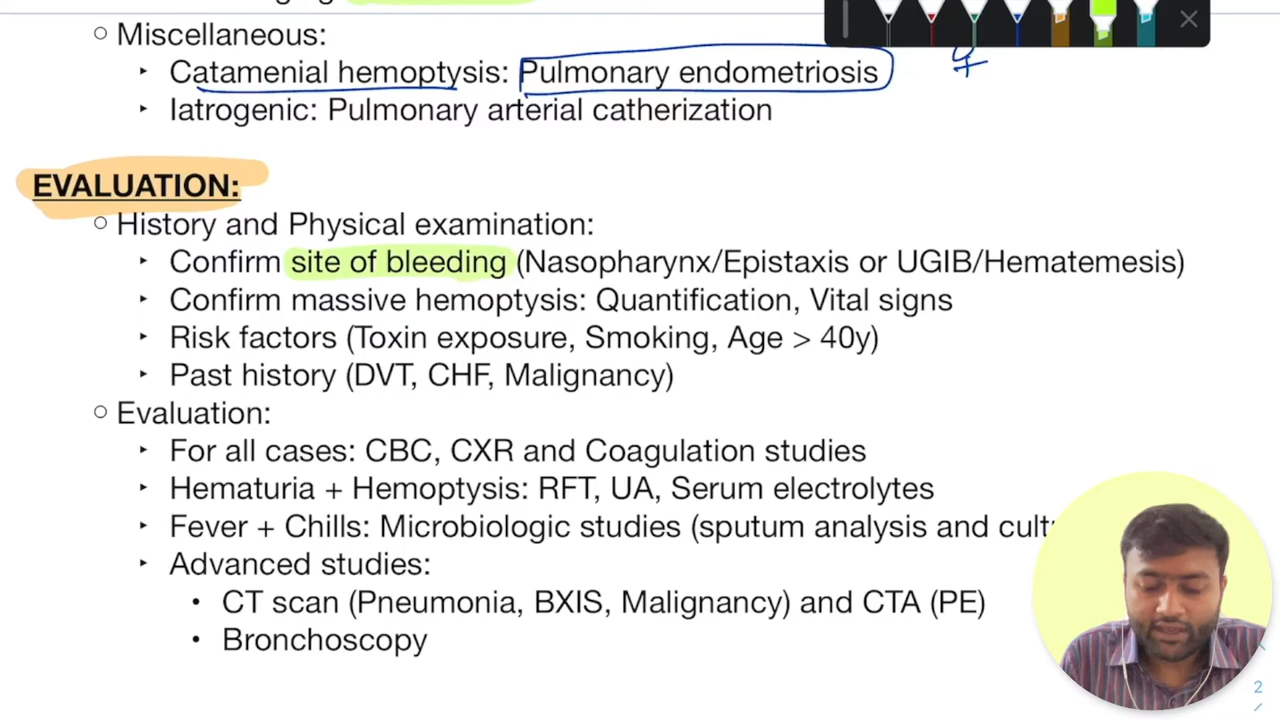 Miscellaneous:
Catamenial hemoptysis: Pulmonary endometriosis
Iatrogenic: Pulmonary arterial catherization
EVALUATION:
History and Physical examination:
Confirm site of bleeding (Nasopharynx/Epistaxis or UGIB/Hematemesis)
Confirm massive hemoptysis: Quantification, Vital signs
Risk factors (Toxin exposure, Smoking, Age > 40y)
Past history (DVT, CHF, Malignancy)
Evaluation:
For all cases: CBC, CXR and Coagulation studies
Hematuria + Hemoptysis: RFT, UA, Serum electrolytes
Fever + Chills: Microbiologic studies (sputum analysis and cult
Advanced studies:
CT scan (Pneumonia, BXIS, Malignancy) and CTA (PE)
Bronchoscopy
2